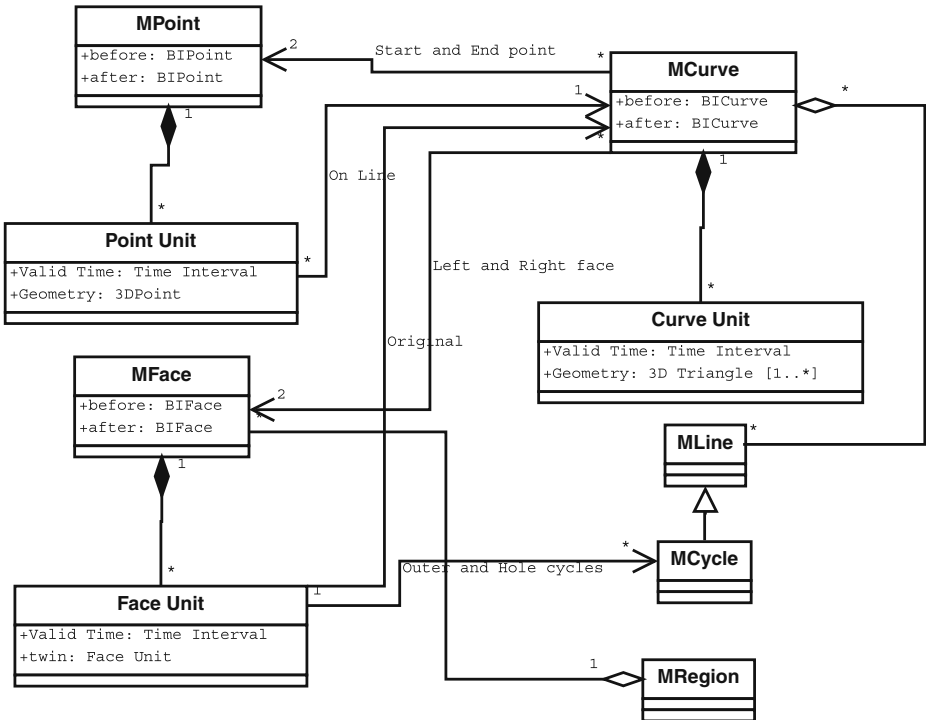 MPoint
+before: BIPoint
+after: BIPoint
1
2
Start and End point
*
MCurve
+before: BICurve
+after: BICurve
1
*
*
1
On Line
*
Point Unit
+Valid Time: Time Interval
+Geometry: 3DPoint
*
Left and Right face
*
Curve Unit
+Valid Time: Time Interval
+Geometry: 3D Triangle [1..*]
Original
MFace
+before: BIFace
+after: BIFace
2
*
1
*
MLine
*
Face Unit
+Valid Time: Time Interval
+twin: Face Unit
1
Outer and Hole cycles
*
MCycle
1
MRegion